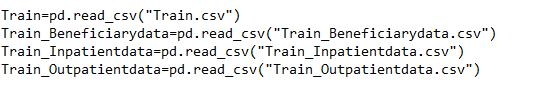 Train=pd.read_csv("Train.csv")
Train_Beneficiarydata=pd.read_csv("Train_Beneficiarydata.csv")
Train_Inpatientdata=pd.read_csv("Train_Inpatientdata.csv")
Train_Outpatientdata=pd.read_csv("Train_Outpatientdata.csv")